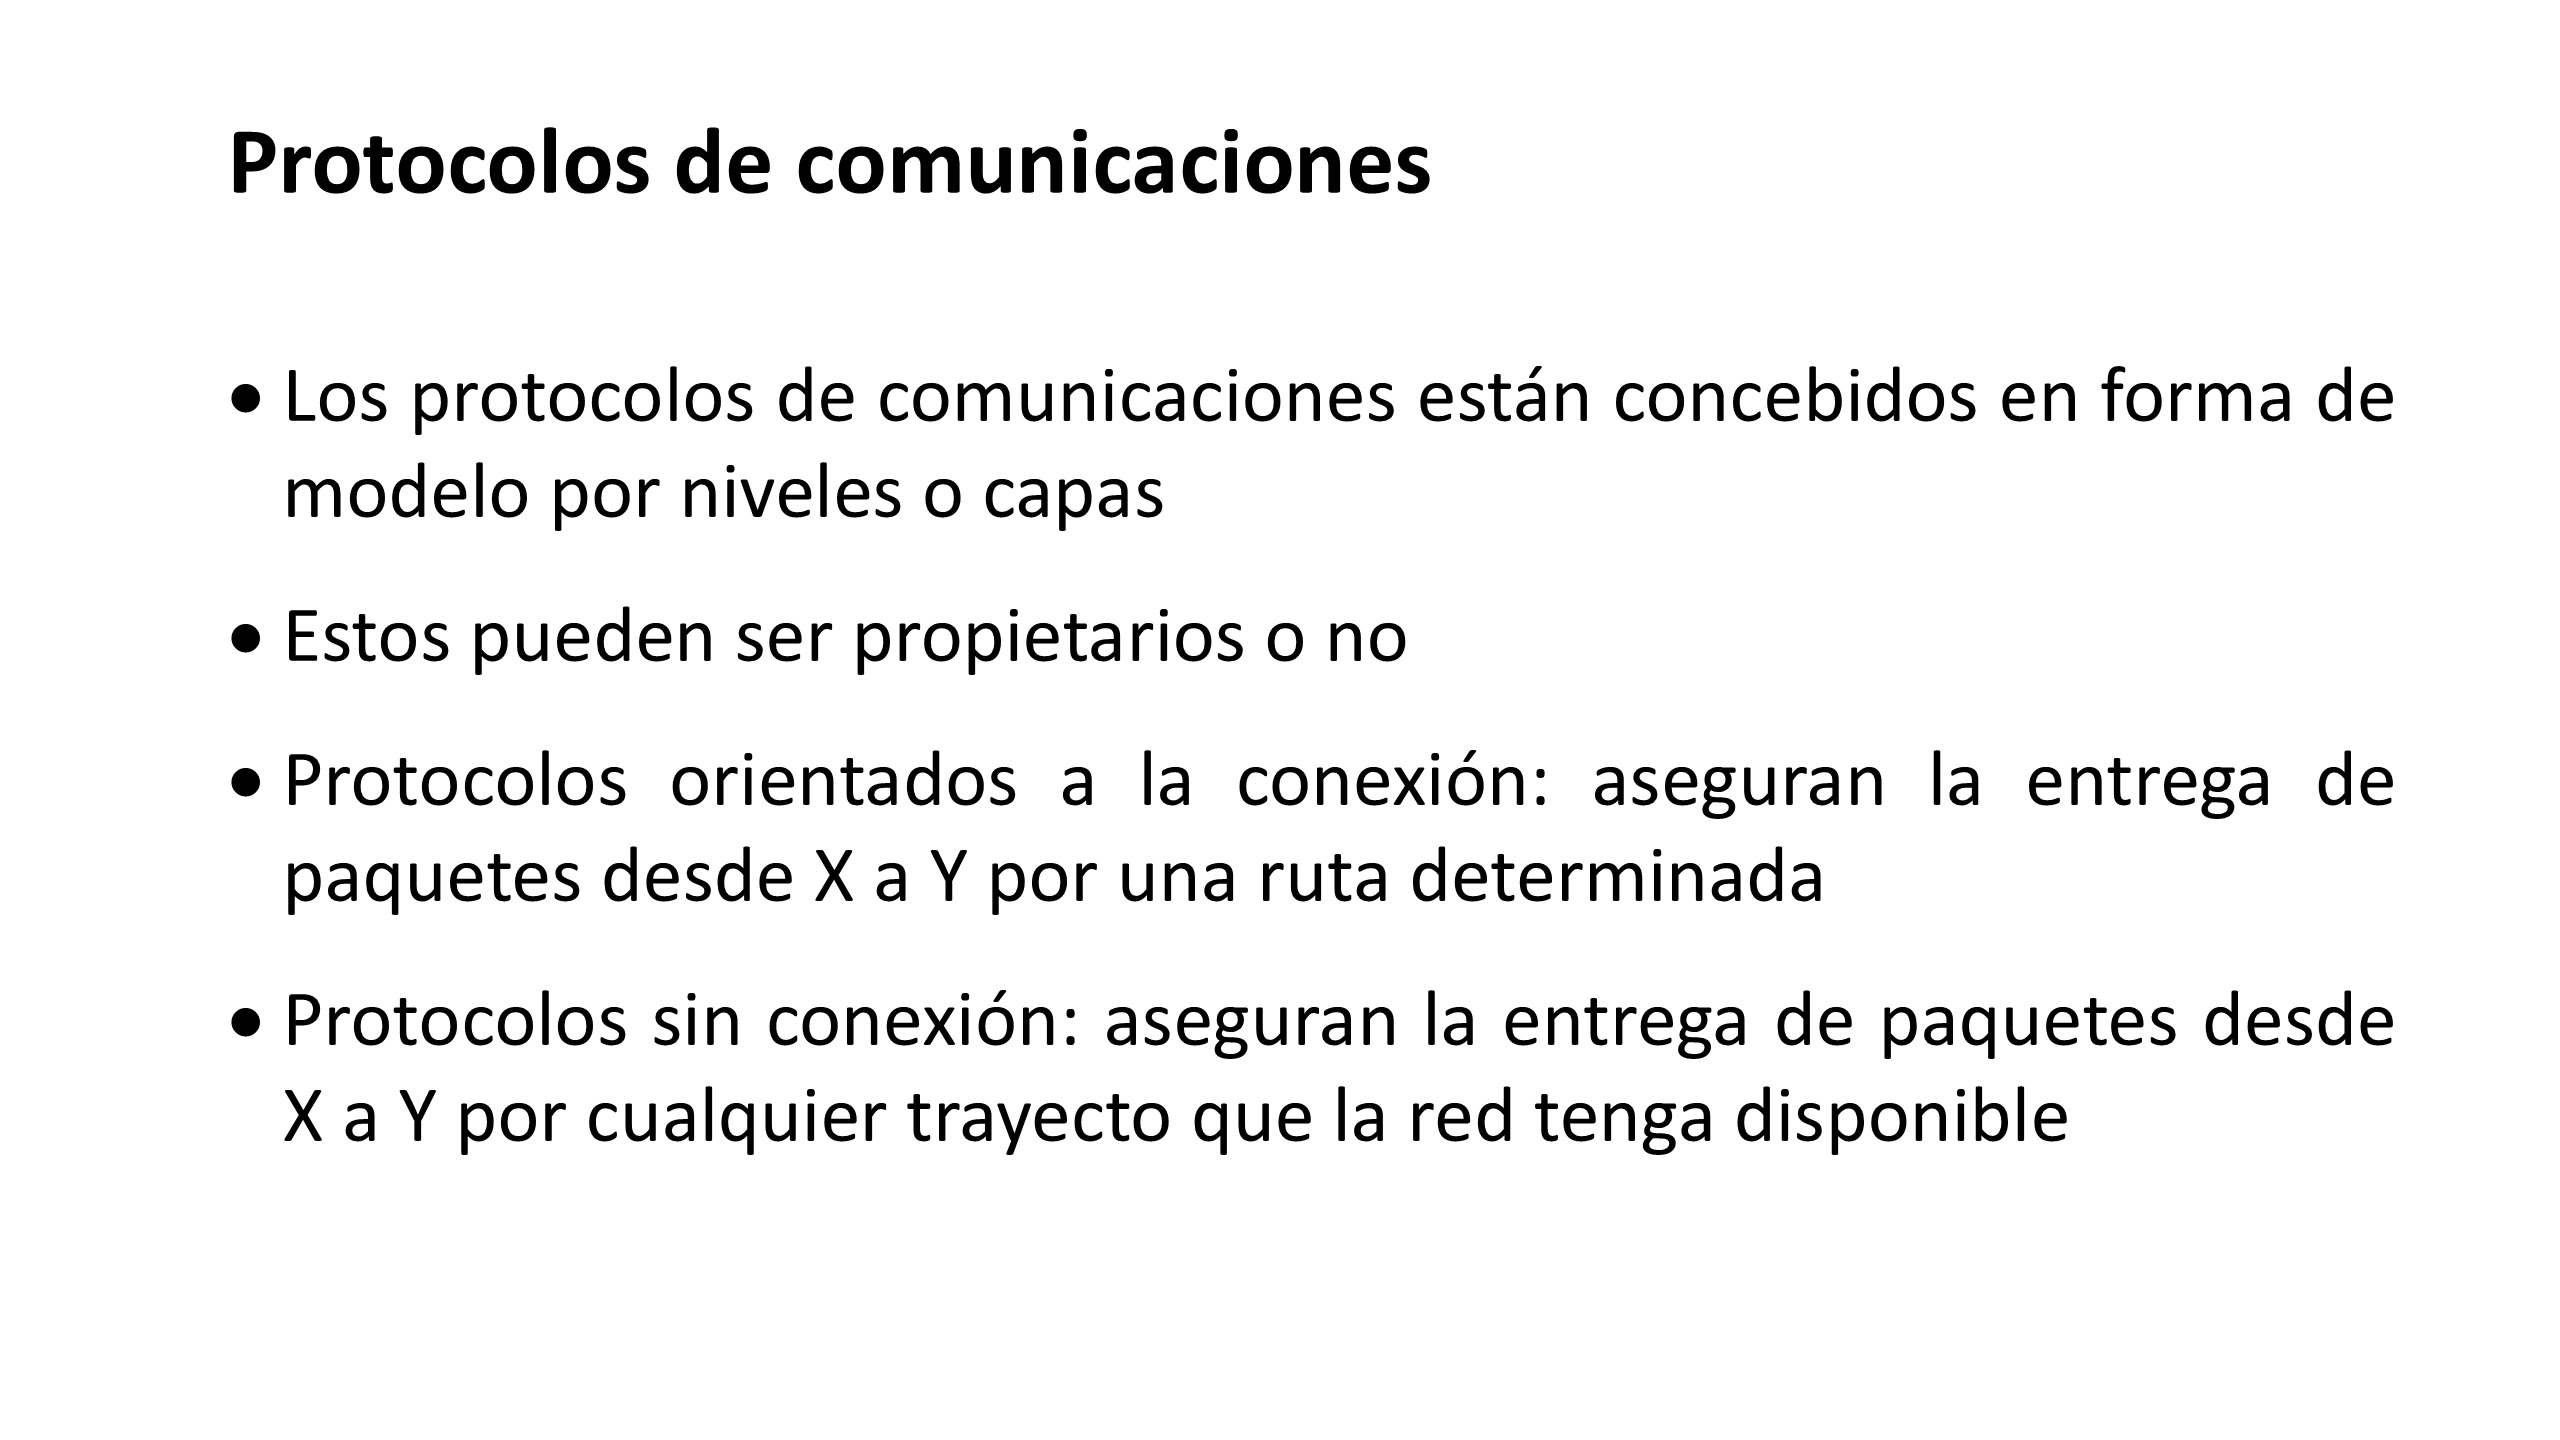 Protocolos de comunicaciones
• Los protocolos de comunicaciones están concebidos en forma de
modelo por niveles o capas
• Estos pueden ser propietarios o no
• Protocolos orientados a la conexión: aseguran la entrega de
paquetes desde X a Y por una ruta determinada
• Protocolos sin conexión: aseguran la entrega de paquetes desde
X a Y por cualquier trayecto que la red tenga disponible